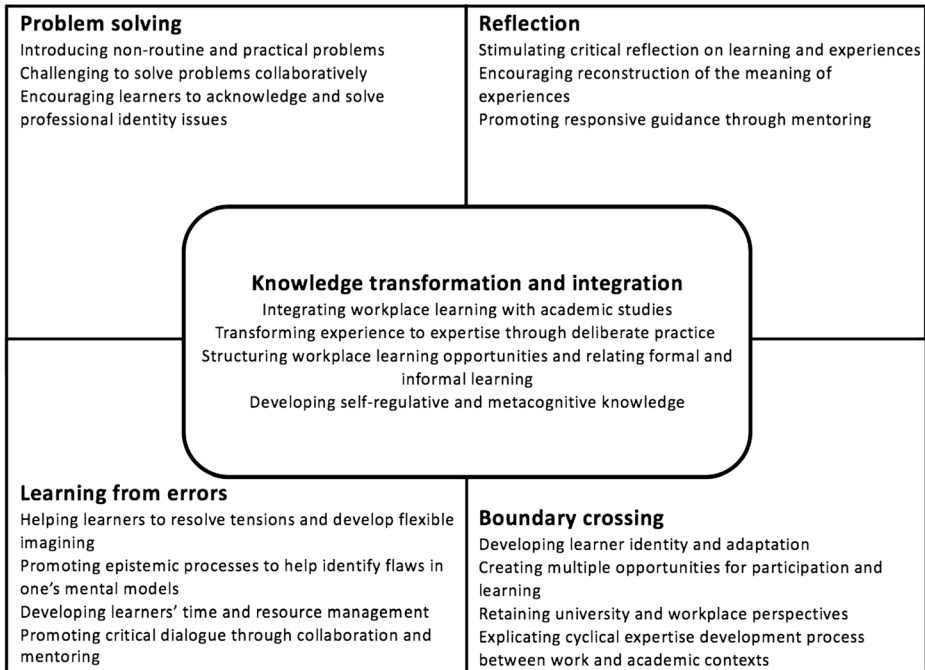 Problem solving
Introducing non-routine and practical problems
Challenging to solve problems collaboratively
Encouraging learners to acknowledge and solve
professional identity issues
Reflection
Stimulating critical reflection on learning and experiences
Encouraging reconstruction of the meaning of
experiences
Promoting responsive guidance through mentoring
Knowledge transformation and integration
Integrating workplace learning with academic studies
Transforming experience to expertise through deliberate practice
Structuring workplace learning opportunities and relating formal and
informal learning
Developing self-regulative and metacognitive knowledge
Learning from errors
Helping learners to resolve tensions and develop flexible
imagining
Promoting epistemic processes to help identify flaws in
one’s mental models
Developing learners’ time and resource management
Promoting critical dialogue through collaboration and
mentoring
Boundary crossing
Developing learner identity and adaptation
Creating multiple opportunities for participation and
learning
Retaining university and workplace perspectives
Explicating cyclical expertise development process
between work and academic contexts